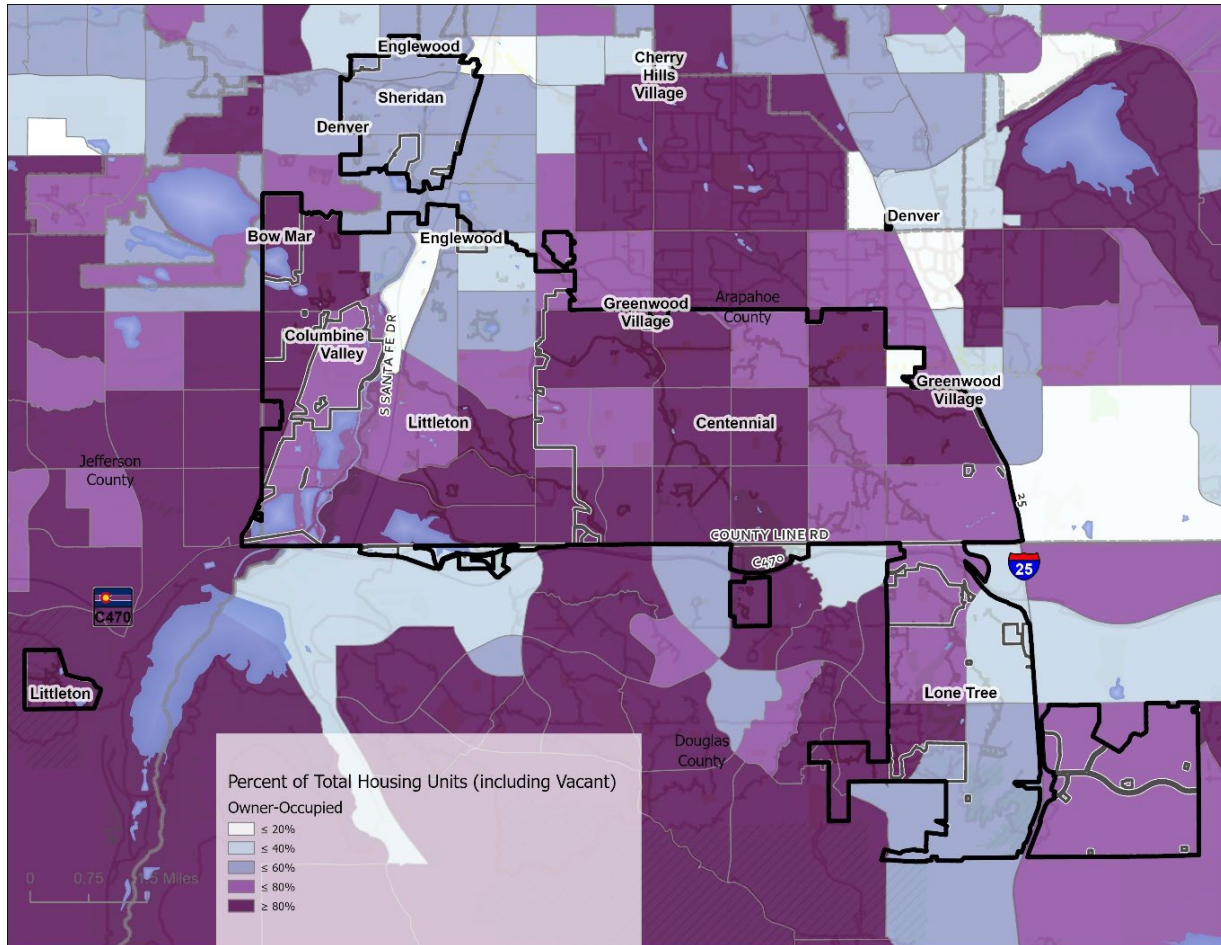 Englewood
Cherry
Hills
Village
Sheridan
Denver
Denver
Bow Mar
Englewood
Greenwood
Village
Arapahoe
County
Columbine
Valley
S SANTA FE DR
Greenwood
Village
Littleton
Centennial
Jefferson
County
25
COUNTY LINE RD
C470
25
C470
Littleton
Lone Tree
Douglas
County
Percent of Total Housing Units (including Vacant)
Owner-Occupied
≤ 20%
≤ 40%
≤ 60%
≤ 80%
≥ 80%
0 0.75 1.5 Miles